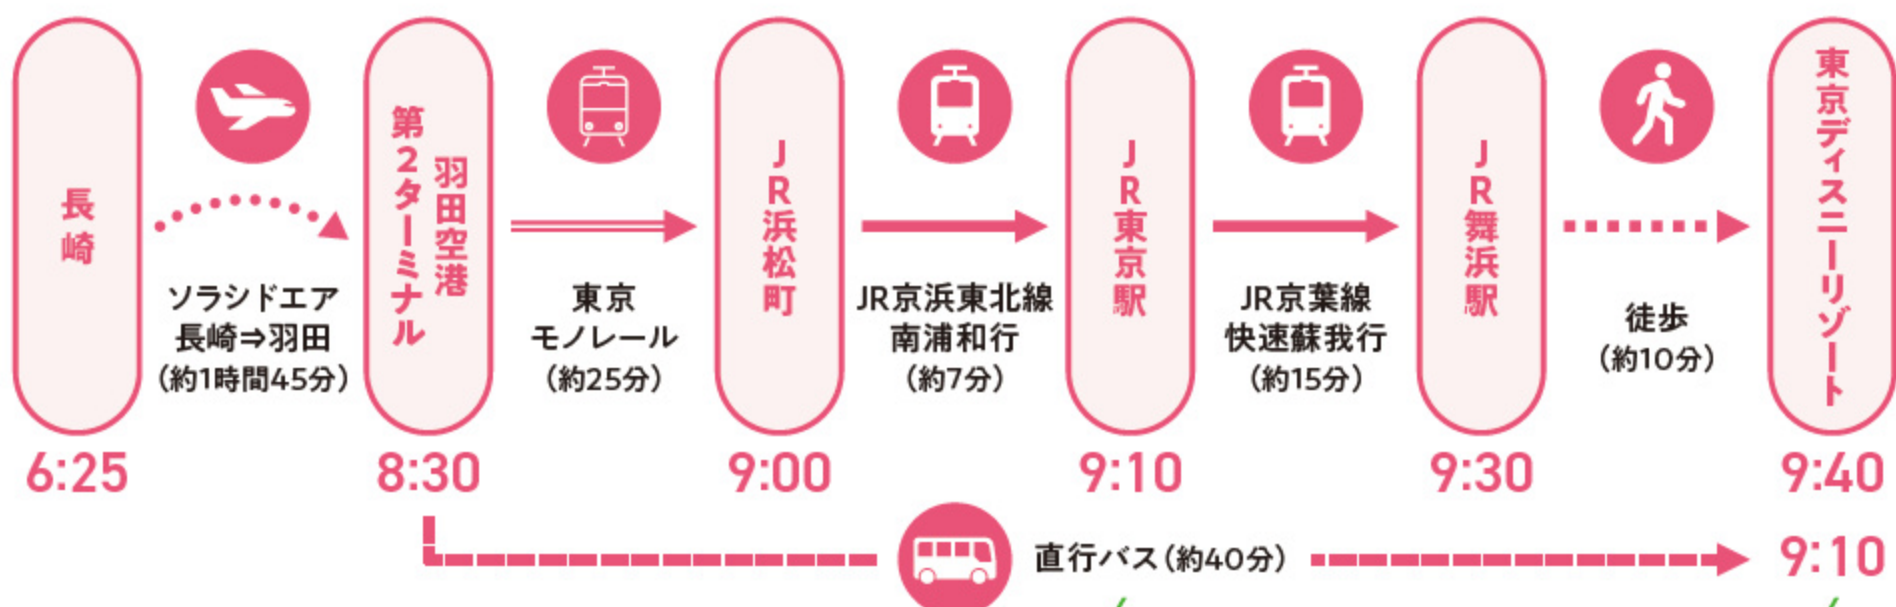 長崎
ソラシドエア
長崎⇒羽田
（約1時間45分）
羽田空港
第2ターミナル
東京
モノレール
（約25分）
JR浜松町
JR京浜東北線
南浦和行
（約7分）
JR東京駅
JR京葉線
快速蘇我行
（約15分）
JR舞浜駅
徒歩
（約10分）
東京ディズニーリゾート
6:25
8:30
9:00
9:10
9:30
9:40
直行バス（約40分）
9:10